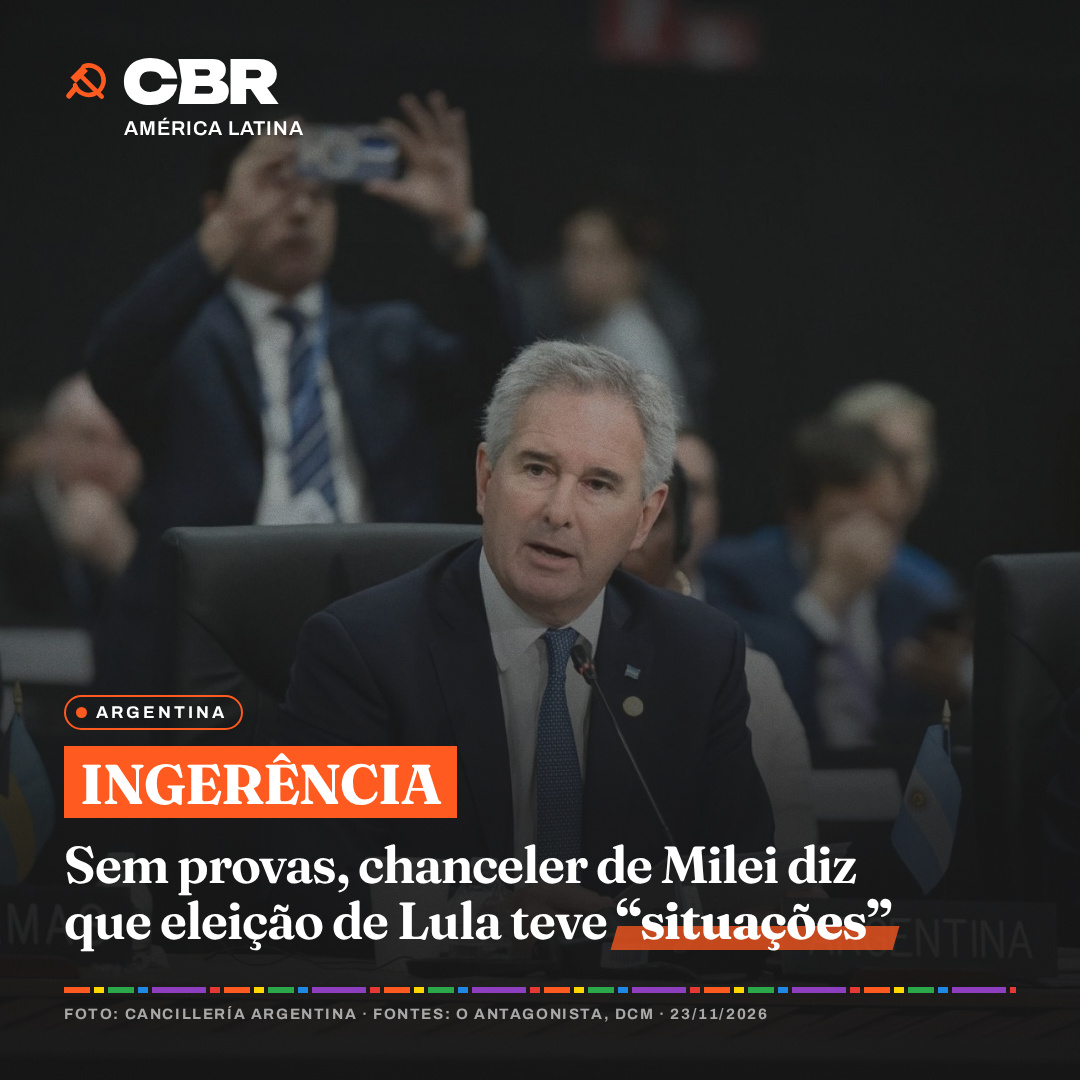 CBR
AMÉRICA LATINA
ARGENTINA
INGERÊNCIA
Sem provas, chanceler de Milei diz
que eleição de Lula teve “situações”
FOTO: CANCILLERÍA ARGENTINA · FONTES: O ANTAGONISTA, DCM · 23/11/2026